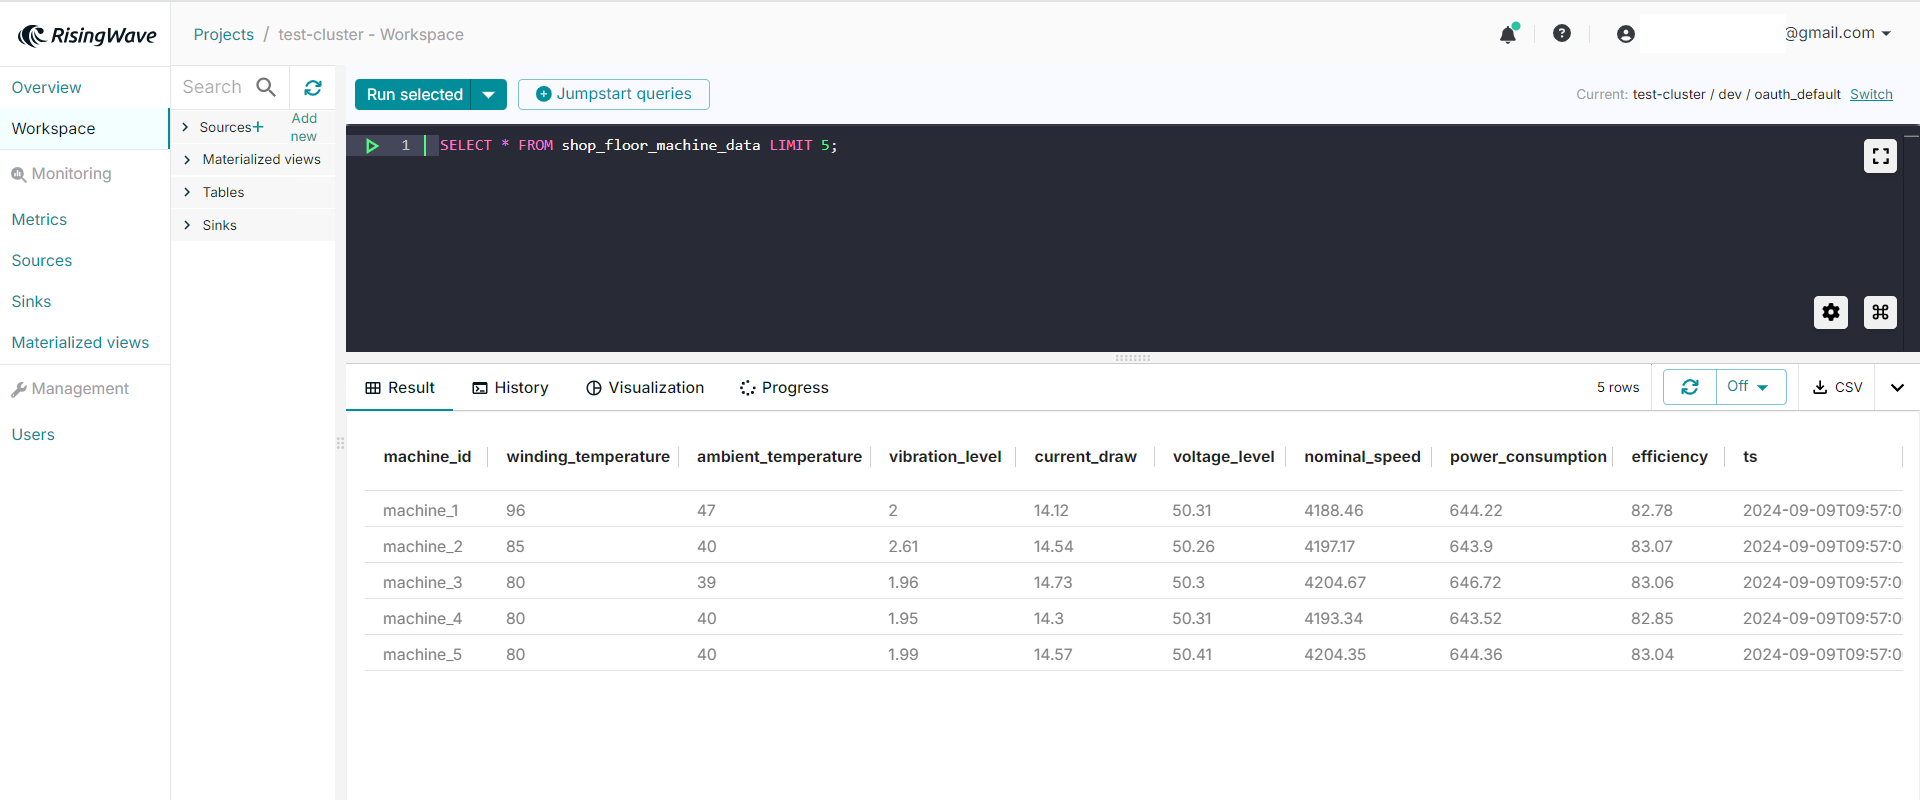 RisingWave
Projects / test-cluster - Workspace
@gmail.com
Overview
Workspace
Monitoring
Metrics
Sources
Sinks
Materialized views
Management
Users
Search
Sources+ Add new
Materialized views
Tables
Sinks
Run selected
Jumpstart queries
Current: test-cluster / dev / oauth_default Switch
1 SELECT * FROM shop_floor_machine_data LIMIT 5;
Result History Visualization Progress 5 rows Off CSV
machine_id winding_temperature ambient_temperature vibration_level current_draw voltage_level nominal_speed power_consumption efficiency ts
machine_1 96 47 2 14.12 50.31 4188.46 644.22 82.78 2024-09-09T09:57:0
machine_2 85 40 2.61 14.54 50.26 4197.17 643.9 83.07 2024-09-09T09:57:0
machine_3 80 39 1.96 14.73 50.3 4204.67 646.72 83.06 2024-09-09T09:57:0
machine_4 80 40 1.95 14.3 50.31 4193.34 643.52 82.85 2024-09-09T09:57:0
machine_5 80 40 1.99 14.57 50.41 4204.35 644.36 83.04 2024-09-09T09:57:0